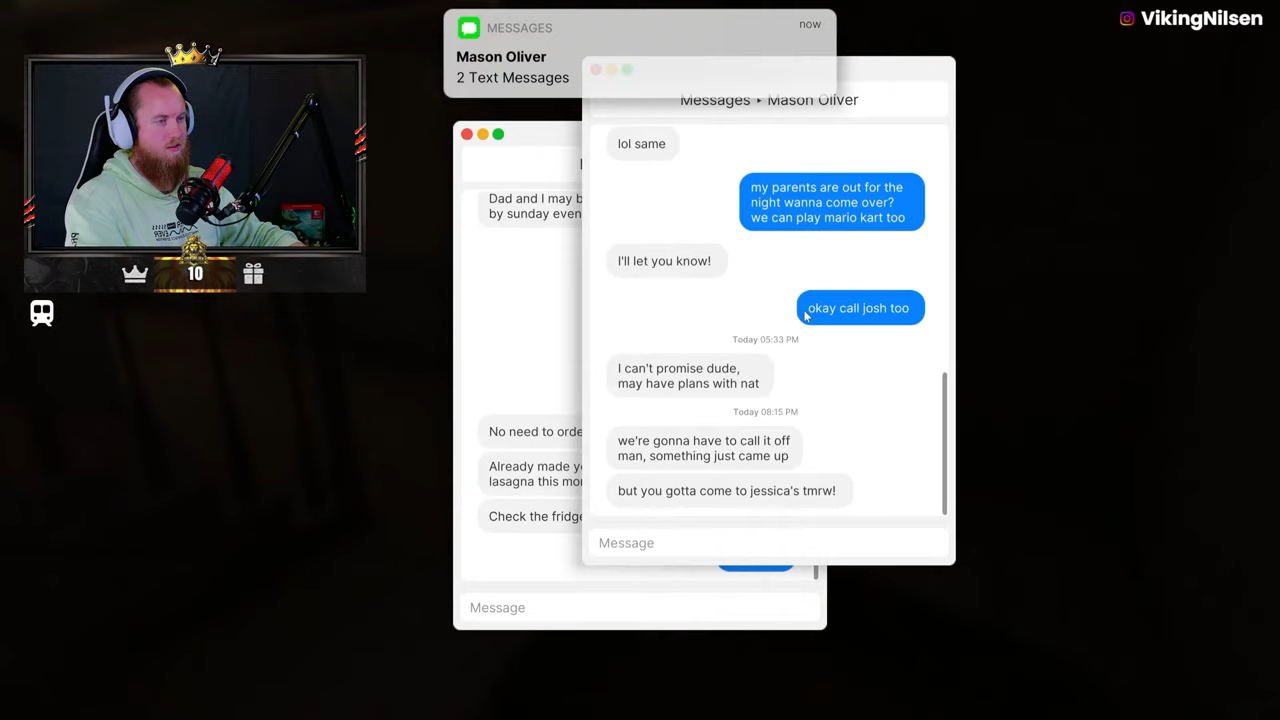 VikingNilsen
MESSAGES
now
Mason Oliver
2 Text Messages
Messages ▸ Mason Oliver
lol same
my parents are out for the
night wanna come over?
we can play mario kart too
I'll let you know!
okay call josh too
Today 05:33 PM
I can't promise dude,
may have plans with nat
Today 08:15 PM
we're gonna have to call it off
man, something just came up
but you gotta come to jessica's tmrw!
Message
Dad and I may
by sunday
No need to
Already made
lasagna this
Check the fridge
Message
10